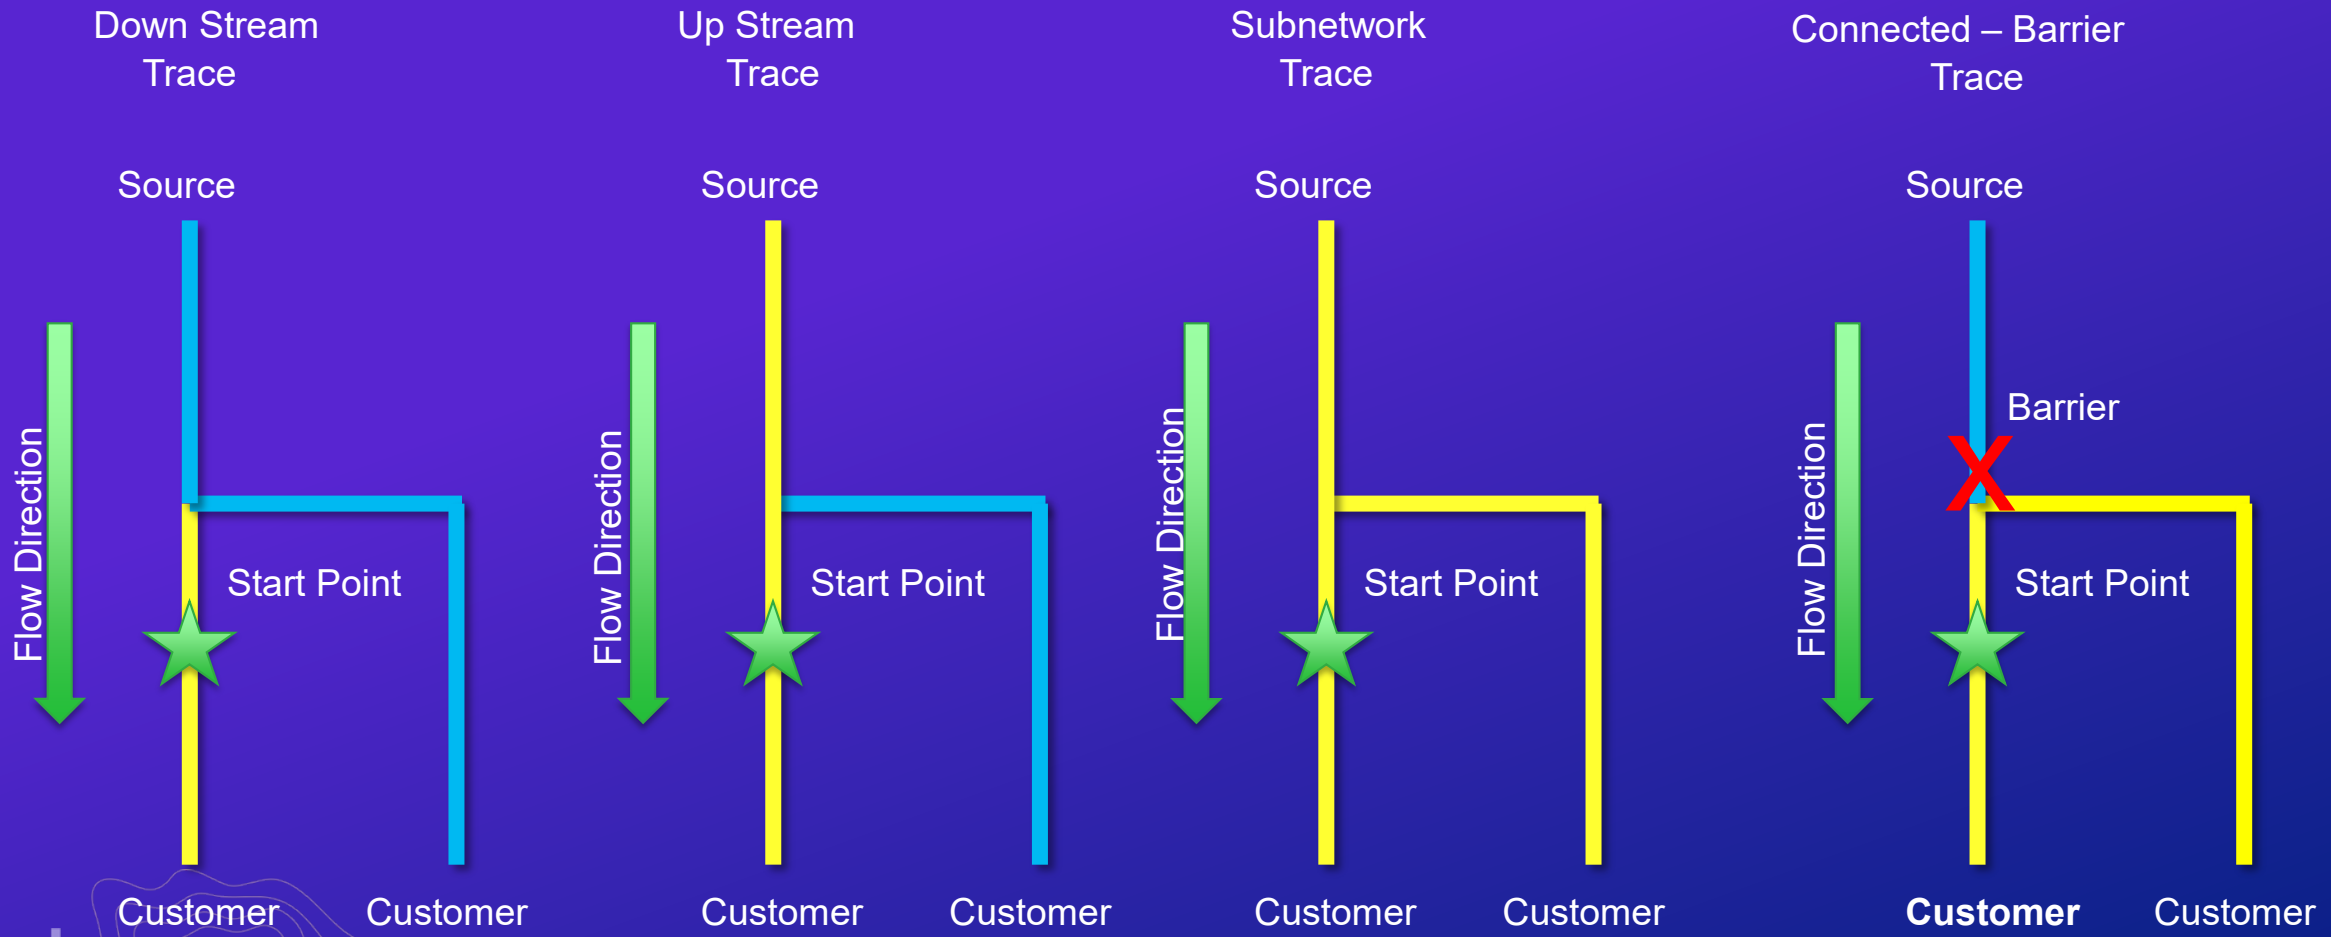 Down Stream
Trace
Source
Flow Direction
Start Point
Customer
Customer
Up Stream
Trace
Source
Flow Direction
Start Point
Customer
Customer
Subnetwork
Trace
Source
Flow Direction
Start Point
Customer
Customer
Connected – Barrier
Trace
Source
Barrier
X
Flow Direction
Start Point
Customer
Customer